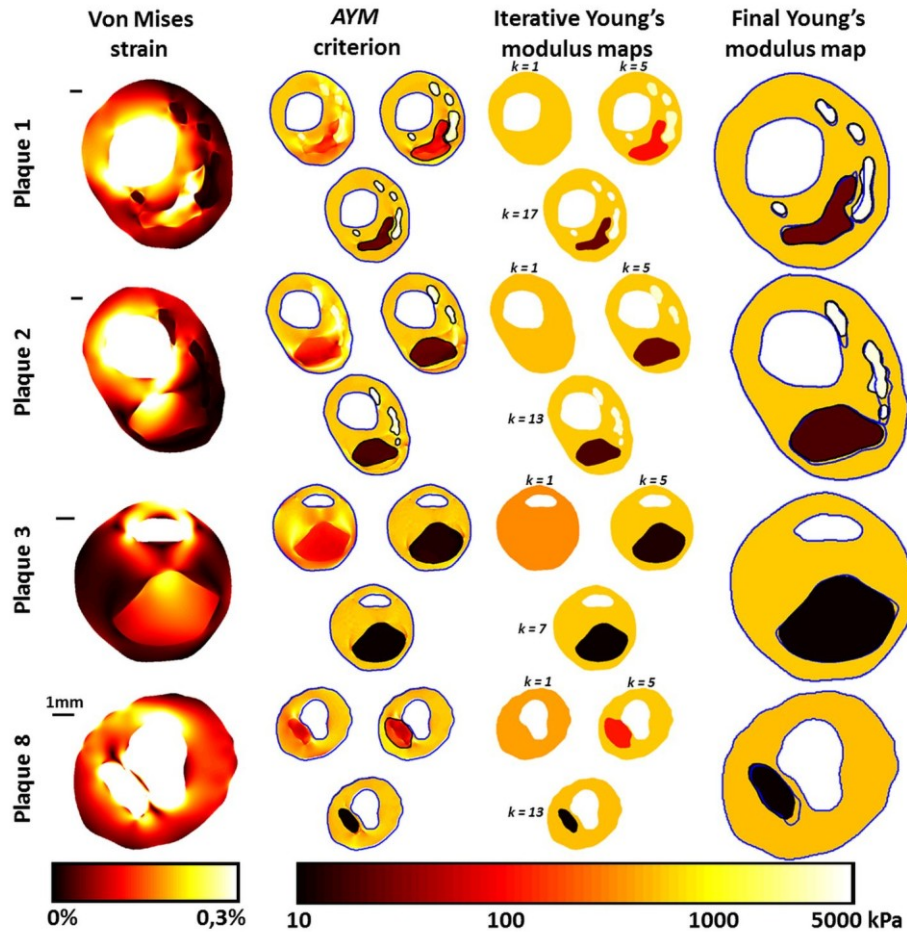 Von Mises
strain
AYM
criterion
Iterative Young's
modulus maps
Final Young's
modulus map
Plaque 1
k = 1
k = 5
k = 17
Plaque 2
k = 1
k = 5
k = 13
Plaque 3
k = 1
k = 5
k = 7
1mm
Plaque 8
k = 1
k = 5
k = 13
0%
0,3%
10
100
1000
5000 kPa